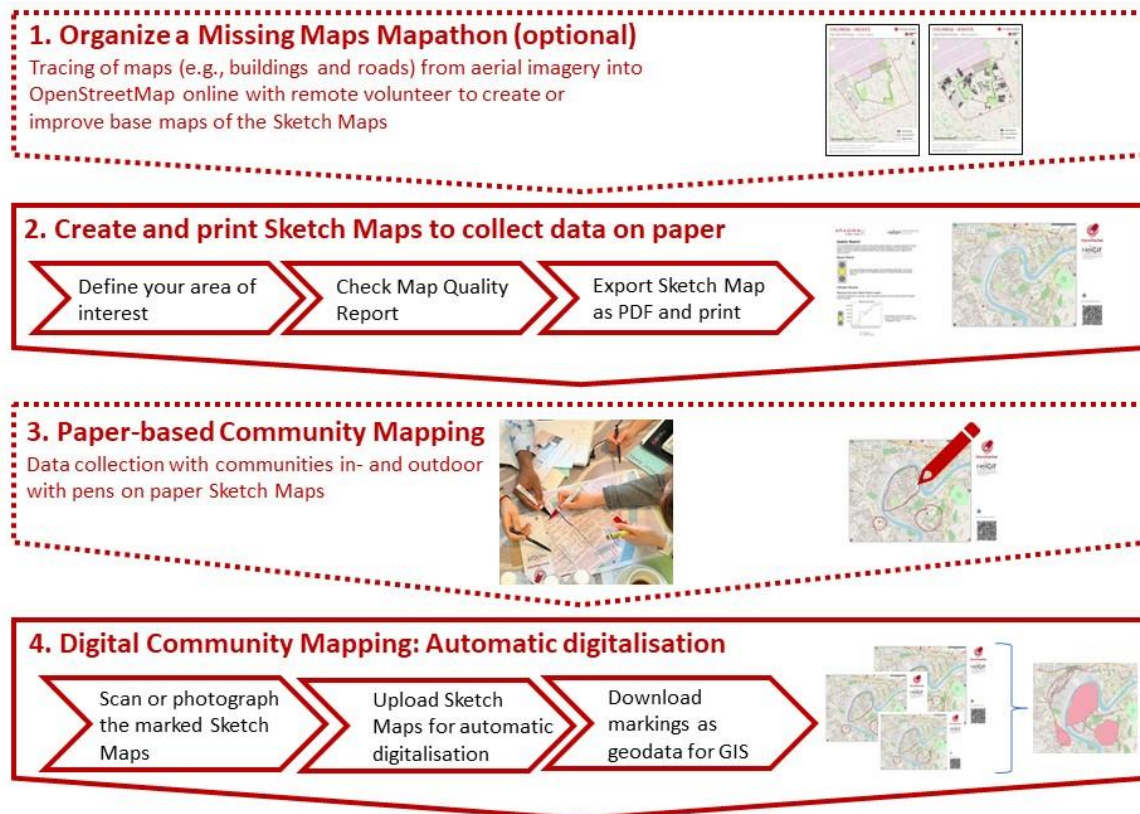 1. Organize a Missing Maps Mapathon (optional)
Tracing of maps (e.g., buildings and roads) from aerial imagery into
OpenStreetMap online with remote volunteer to create or
improve base maps of the Sketch Maps
2. Create and print Sketch Maps to collect data on paper
Define your area of
interest
Check Map Quality
Report
Export Sketch Map
as PDF and print
3. Paper-based Community Mapping
Data collection with communities in- and outdoor
with pens on paper Sketch Maps
4. Digital Community Mapping: Automatic digitalisation
Scan or photograph
the marked Sketch
Maps
Upload Sketch
Maps for automatic
digitalisation
Download
markings as
geodata for GIS